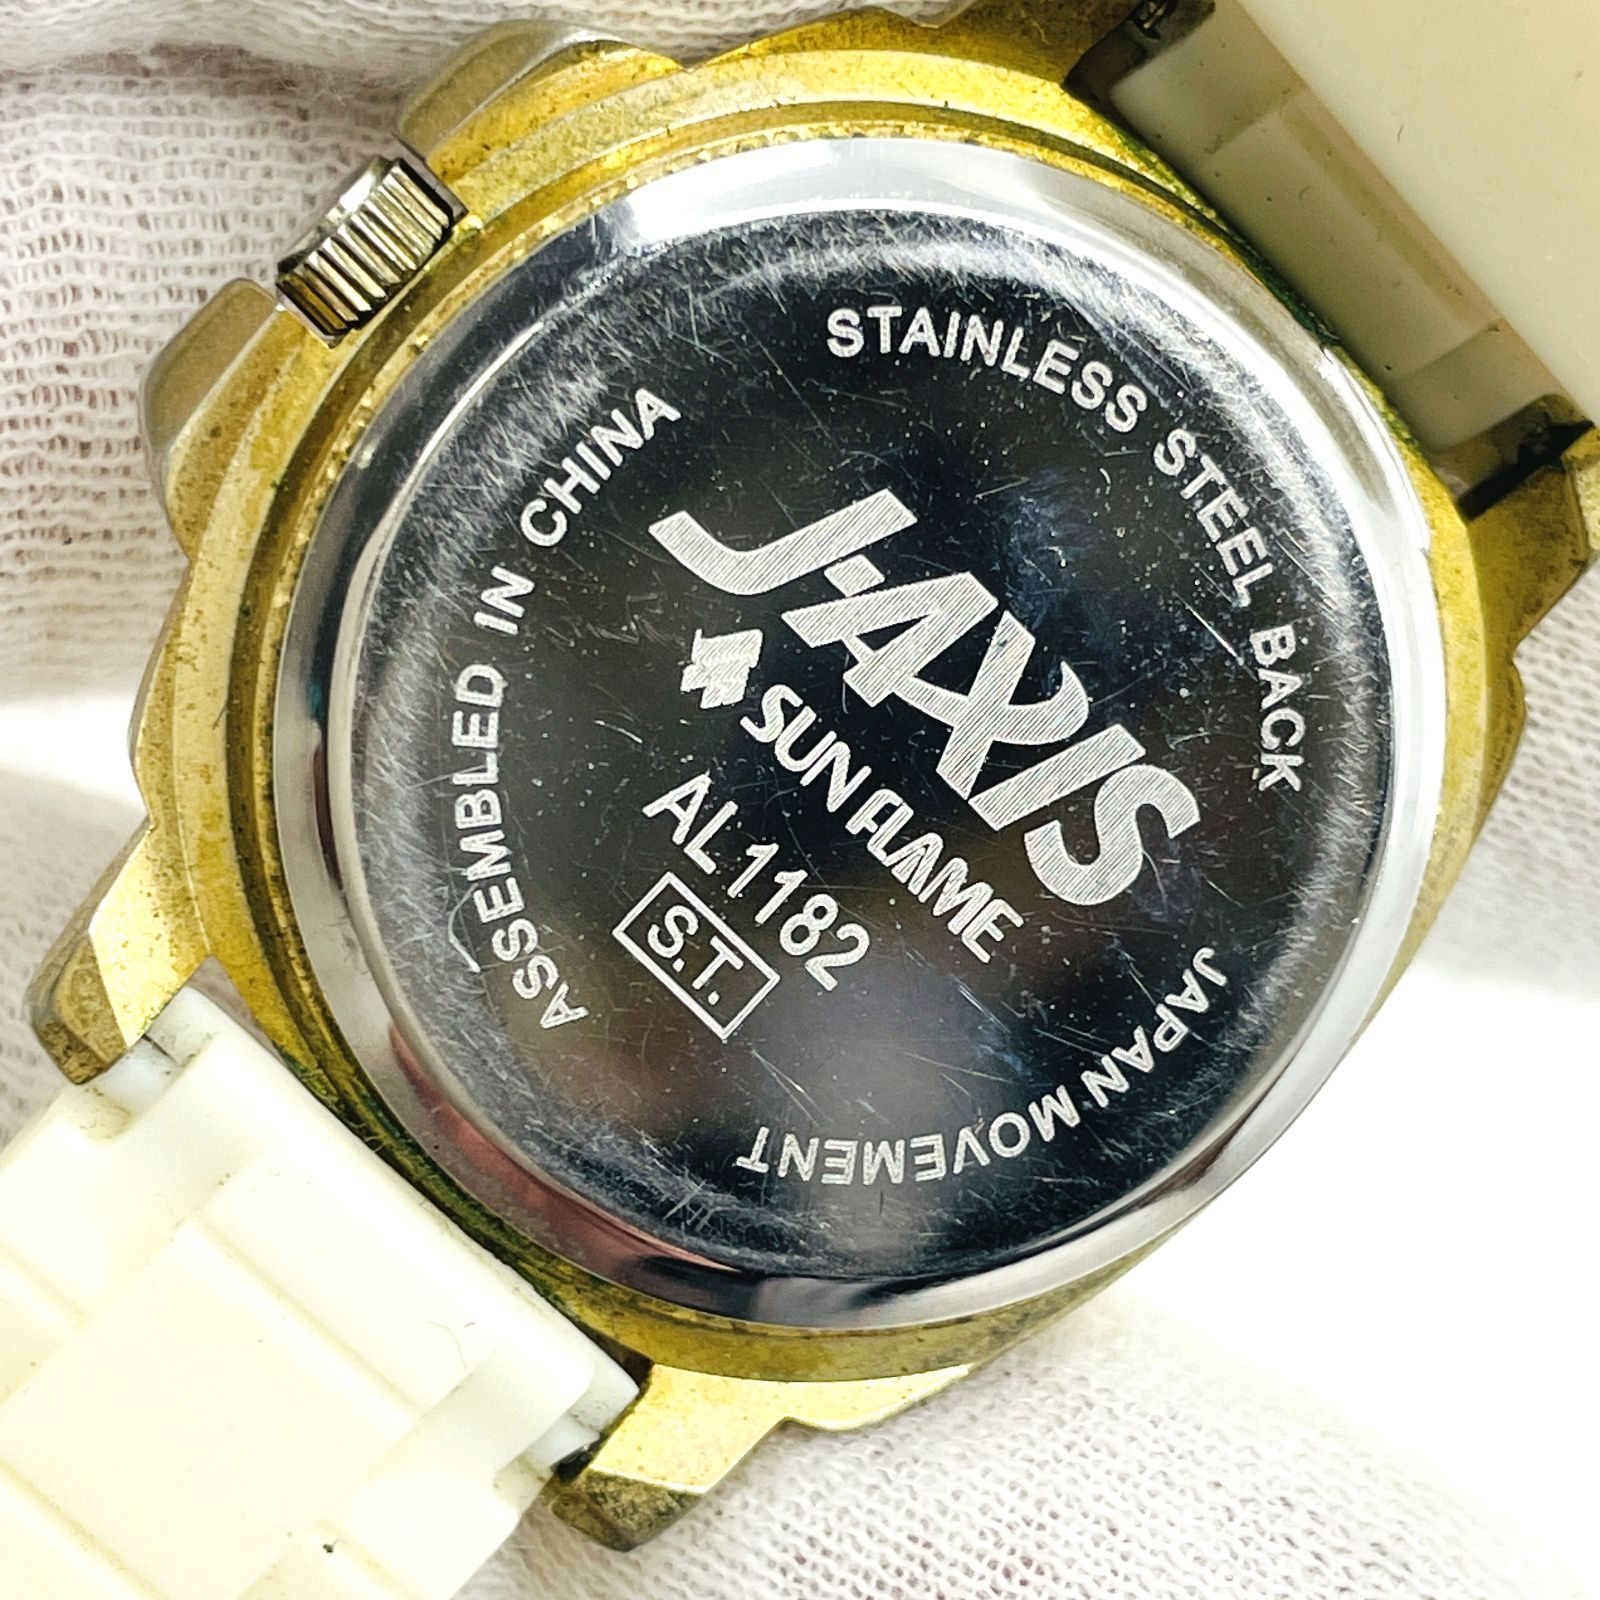 STAINLESS STEEL BACK
J-AXIS
SUN FLAME
AL1182
S.T.
ASSEMBLED IN CHINA
JAPAN MOVEMENT